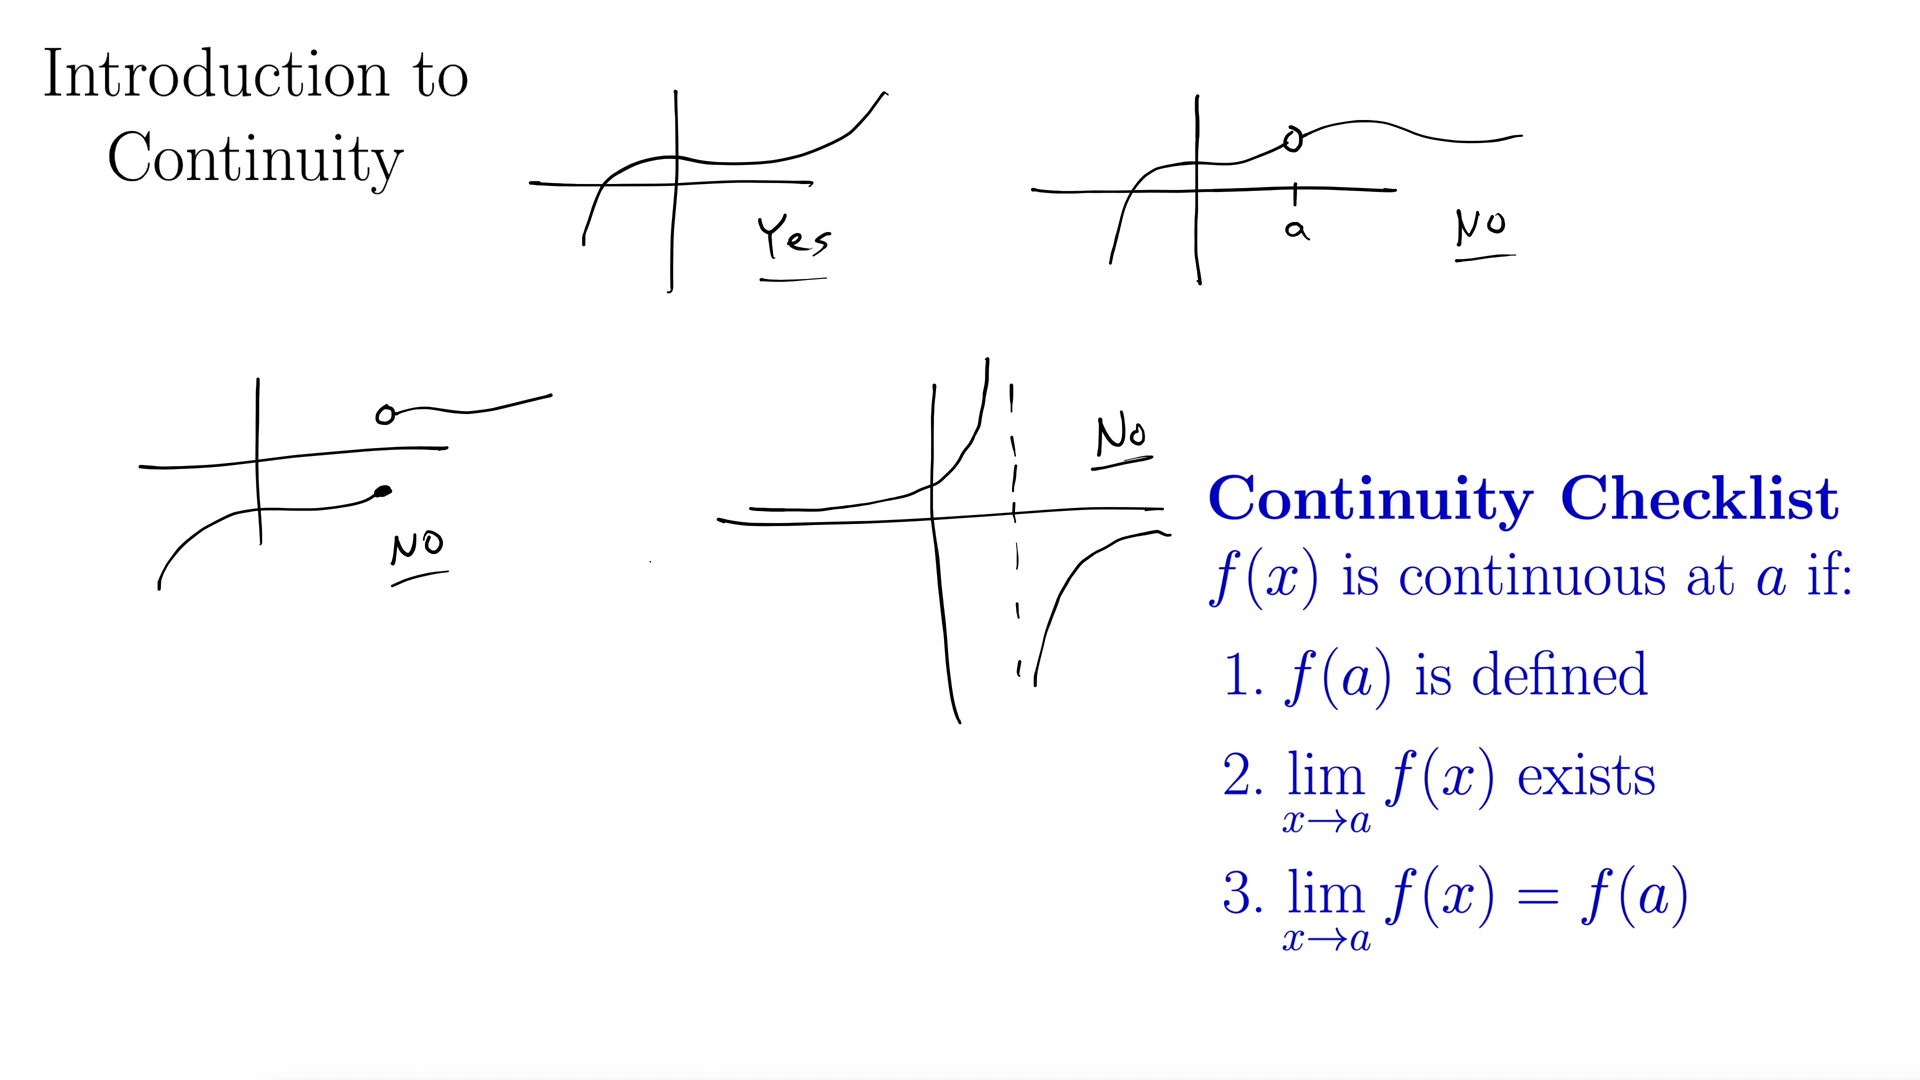 Introduction to
Continuity
Yes
a
NO
NO
No
Continuity Checklist
f(x) is continuous at a if:
1. f(a) is defined
2. lim f(x) exists
x→a
3. lim f(x) = f(a)
x→a